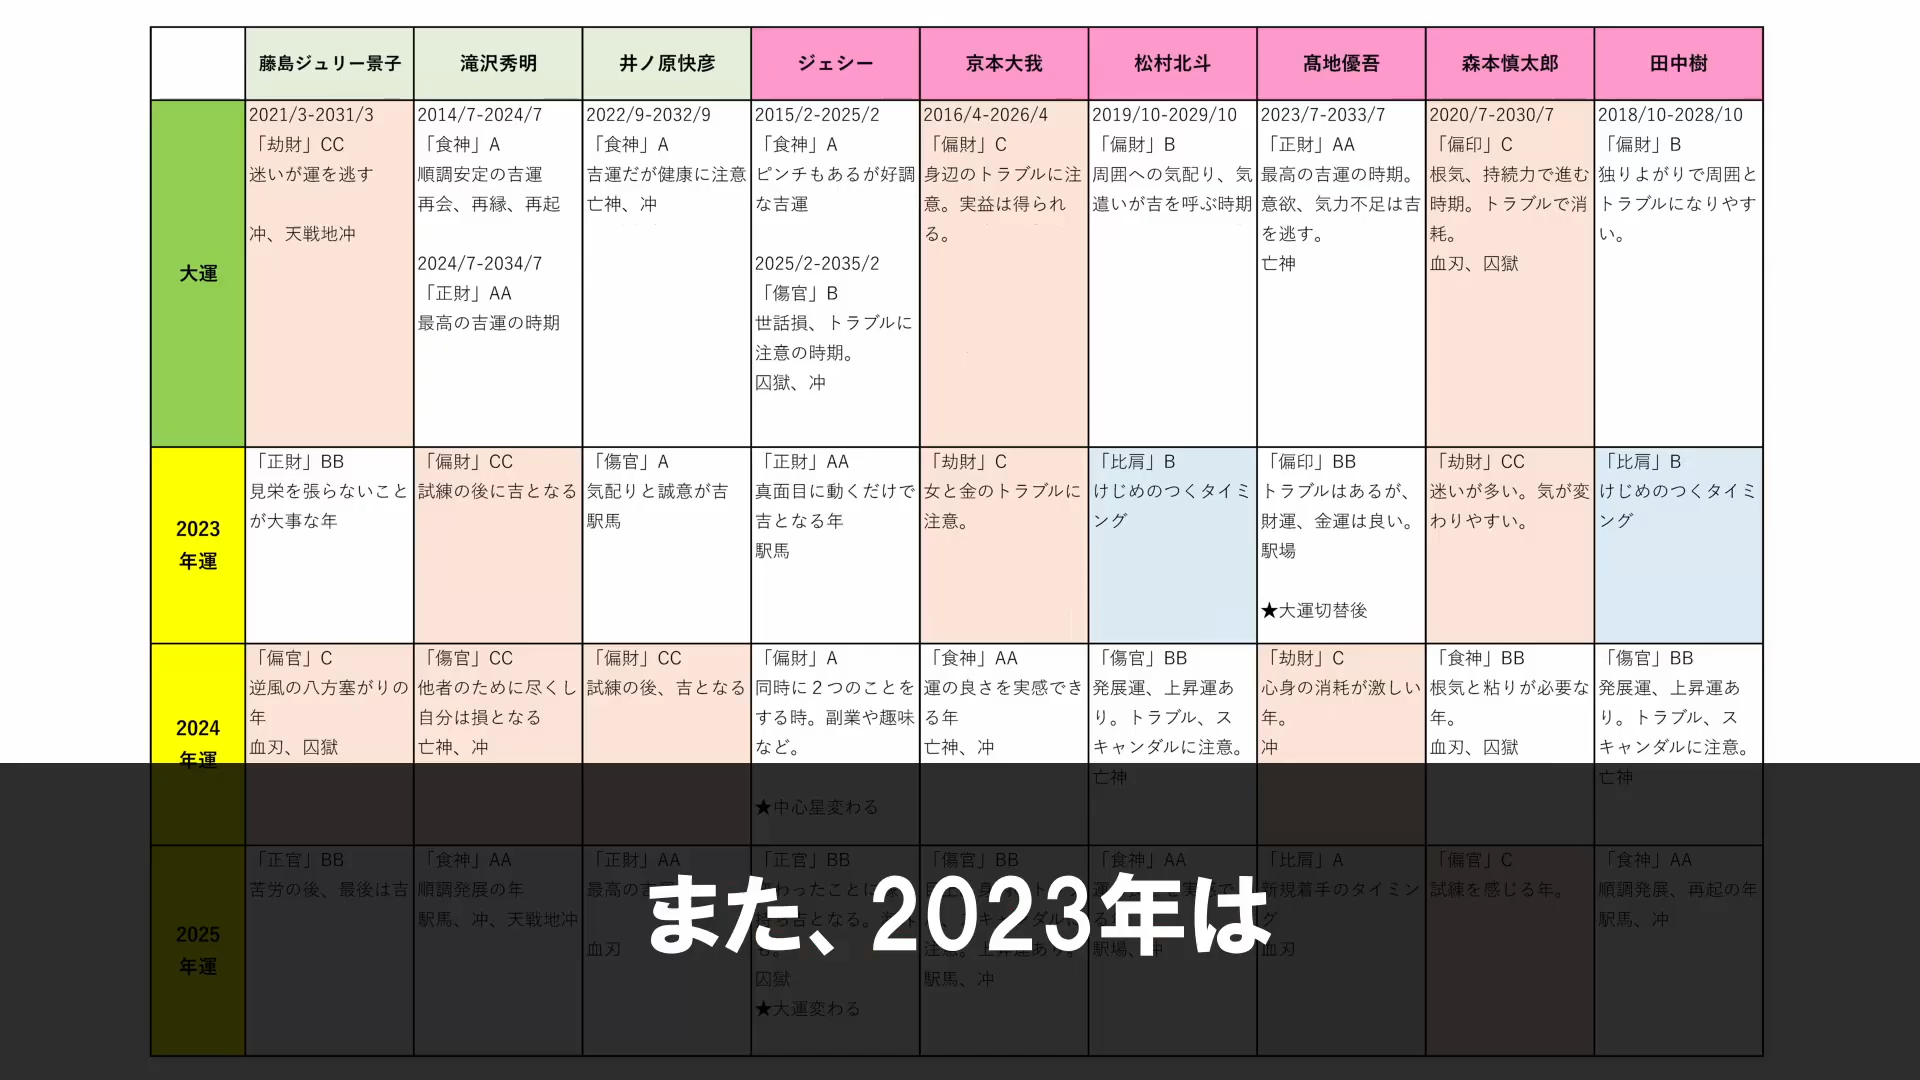 藤島ジュリー景子
滝沢秀明
井ノ原快彦
ジェシー
京本大我
松村北斗
髙地優吾
森本慎太郎
田中樹
大運
2021/3-2031/3
「劫財」CC
迷いが運を逃す
冲、天戦地冲
2014/7-2024/7
「食神」A
順調安定の吉運
再会、再縁、再起
2024/7-2034/7
「正財」AA
最高の吉運の時期
2022/9-2032/9
「食神」A
吉運だが健康に注意
亡神、冲
2015/2-2025/2
「食神」A
ピンチもあるが好調
な吉運
2025/2-2035/2
「傷官」B
世話損、トラブルに
注意の時期。
囚獄、冲
2016/4-2026/4
「偏財」C
身辺のトラブルに注
意。実益は得られ
る。
2019/10-2029/10
「偏財」B
周囲への気配り、気
遣いが吉を呼ぶ時期
2023/7-2033/7
「正財」AA
最高の吉運の時期。
意欲、気力不足は吉
を逃す。
亡神
2020/7-2030/7
「偏印」C
根気、持続力で進む
時期。トラブルで消
耗。
血刃、囚獄
2018/10-2028/10
「偏財」B
独りよがりで周囲と
トラブルになりやす
い。
2023
年運
「正財」BB
見栄を張らないこと
が大事な年
「偏財」CC
試練の後に吉となる
「傷官」A
気配りと誠意が吉
駅馬
「正財」AA
真面目に動くだけで
吉となる年
駅馬
「劫財」C
女と金のトラブルに
注意。
「比肩」B
けじめのつくタイミ
ング
「偏印」BB
トラブルはあるが、
財運、金運は良い。
駅場
★大運切替後
「劫財」CC
迷いが多い。気が変
わりやすい。
「比肩」B
けじめのつくタイミ
ング
2024
年運
「偏官」C
逆風の八方塞がりの
年
血刃、囚獄
「傷官」CC
他者のために尽くし
自分は損となる
亡神、冲
「偏財」CC
試練の後、吉となる
「偏財」A
同時に２つのことを
する時。副業や趣味
など。
★中心星変わる
「食神」AA
運の良さを実感でき
る年
亡神、冲
「傷官」BB
発展運、上昇運あ
り。トラブル、ス
キャンダルに注意。
亡神
「劫財」C
心身の消耗が激しい
年。
冲
「食神」BB
根気と粘りが必要な
年。
血刃、囚獄
「傷官」BB
発展運、上昇運あ
り。トラブル、ス
キャンダルに注意。
亡神
2025
年運
「正官」BB
苦労の後、最後は吉
「食神」AA
順調発展の年
駅馬、冲、天戦地冲
「正財」AA
最高の
血刃
「正官」BB
囚獄
★大運変わる
「傷官」BB
駅馬、冲
「食神」AA
「比肩」A
新規着手のタイミン
グ
血刃
「偏官」C
試練を感じる年。
「食神」AA
順調発展、再起の年
駅馬、冲
また、2023年は